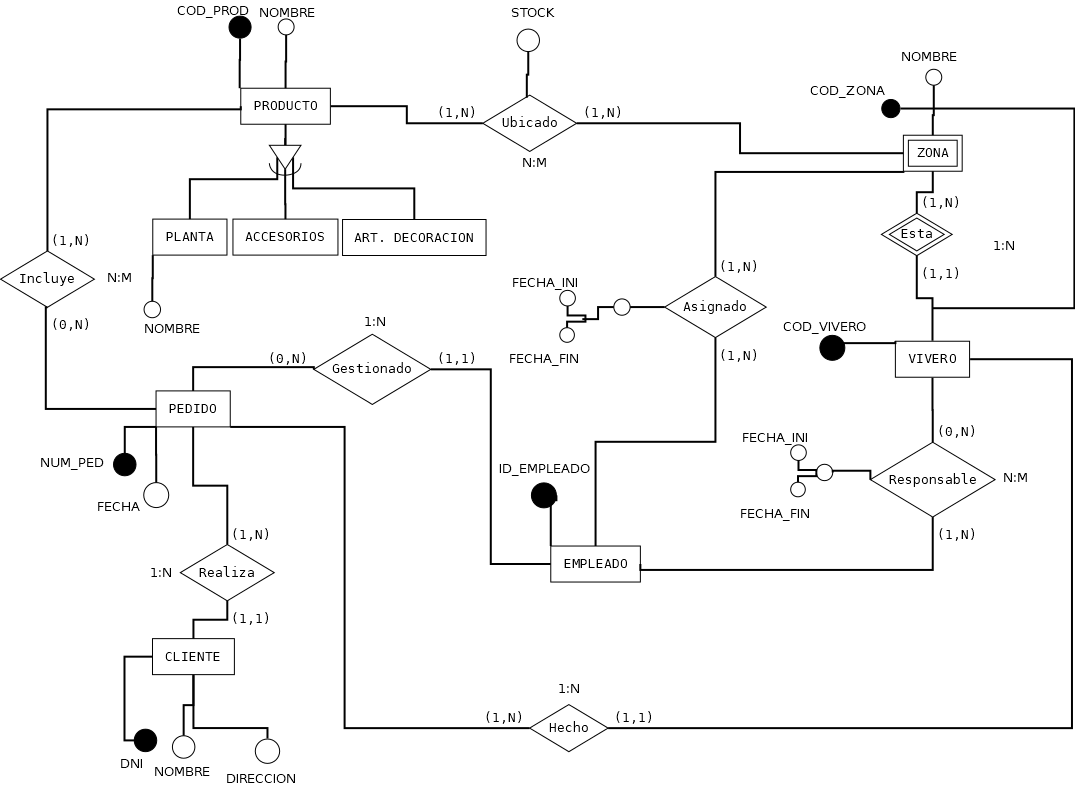 COD_PROD
NOMBRE
STOCK
NOMBRE
COD_ZONA
PRODUCTO
(1,N)
Ubicado
(1,N)
N:M
ZONA
(1,N)
Esta
1:N
(1,1)
PLANTA
ACCESORIOS
ART. DECORACION
(1,N)
Incluye
N:M
(0,N)
NOMBRE
(1,N)
FECHA_INI
Asignado
FECHA_FIN
(1,N)
COD_VIVERO
VIVERO
1:N
(0,N)
Gestionado
(1,1)
PEDIDO
NUM_PED
FECHA
(0,N)
FECHA_INI
Responsable
N:M
FECHA_FIN
(1,N)
ID_EMPLEADO
EMPLEADO
(1,N)
1:N
Realiza
(1,1)
CLIENTE
DNI
NOMBRE
DIRECCION
1:N
(1,N)
Hecho
(1,1)